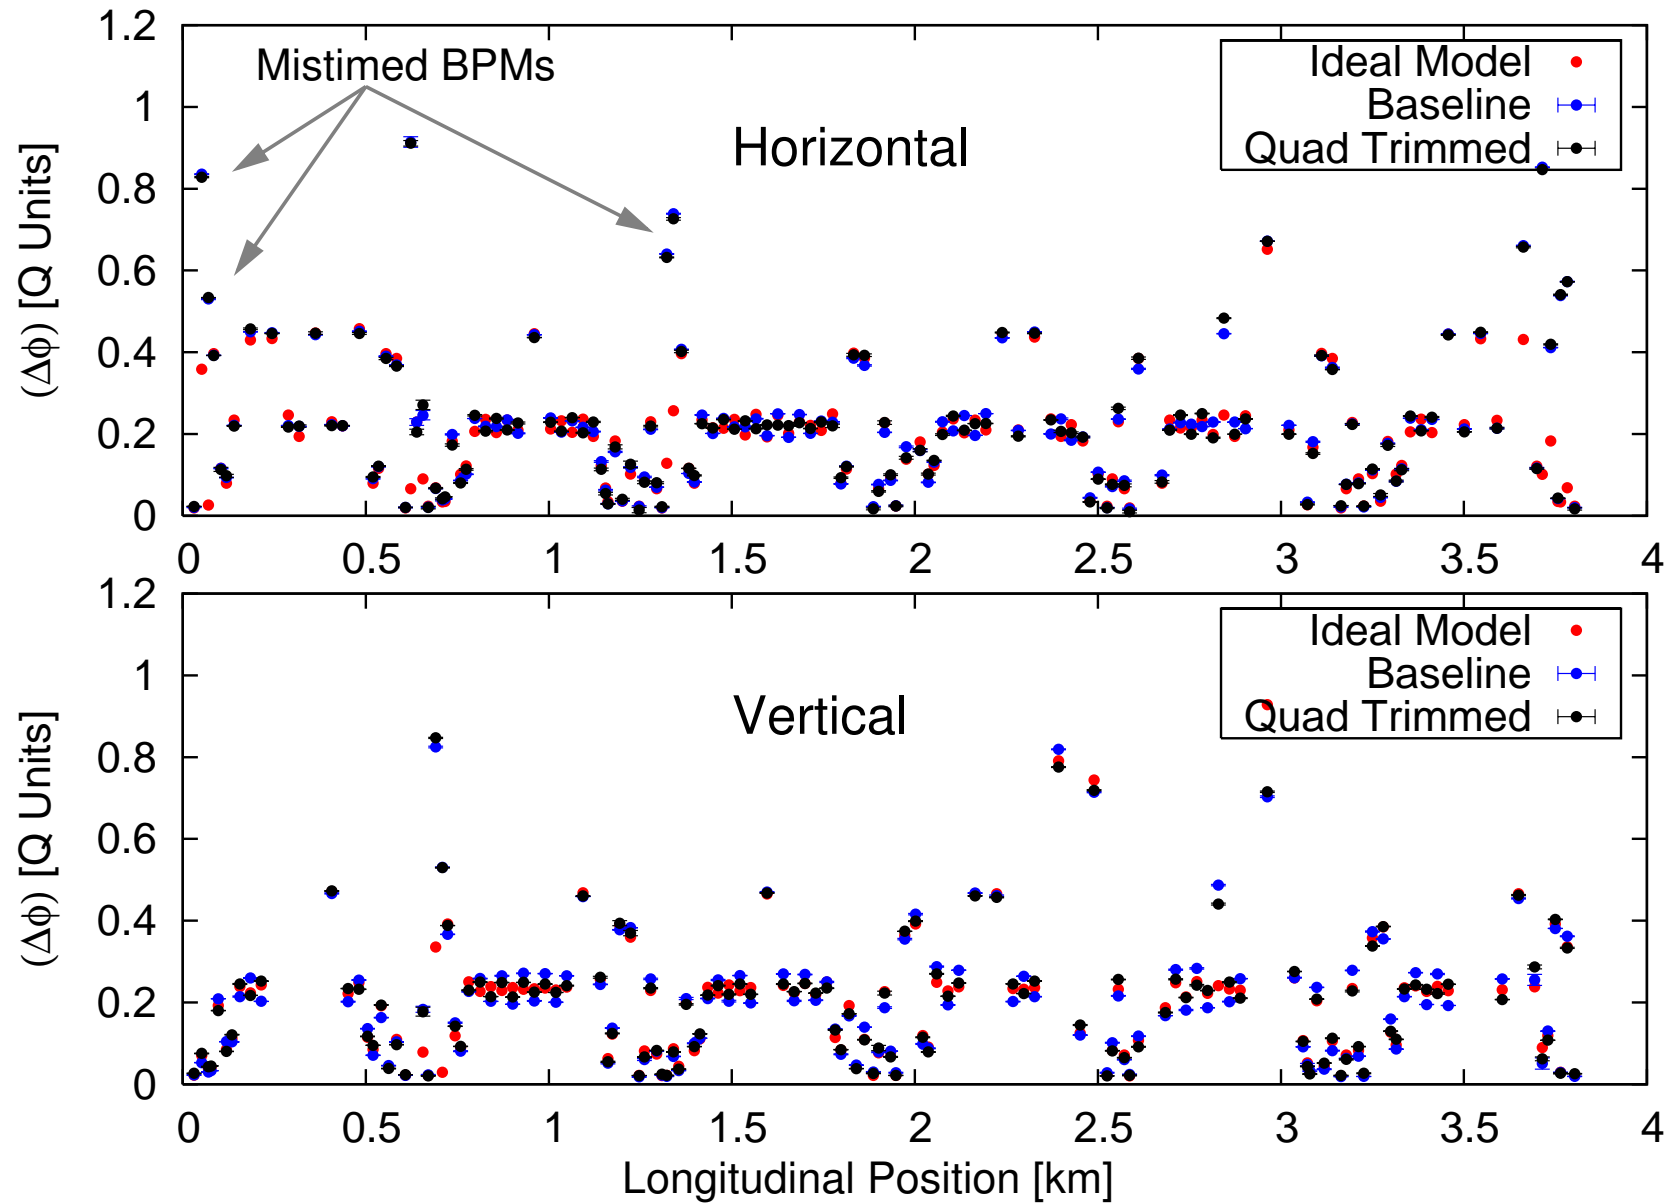 1.2
1
0.8
0.6
0.4
0.2
0
(Δϕ) [Q Units]
Mistimed BPMs
Horizontal
Ideal Model
Baseline
Quad Trimmed
0 0.5 1 1.5 2 2.5 3 3.5 4
1.2
1
0.8
0.6
0.4
0.2
0
(Δϕ) [Q Units]
Vertical
Ideal Model
Baseline
Quad Trimmed
0 0.5 1 1.5 2 2.5 3 3.5 4
Longitudinal Position [km]